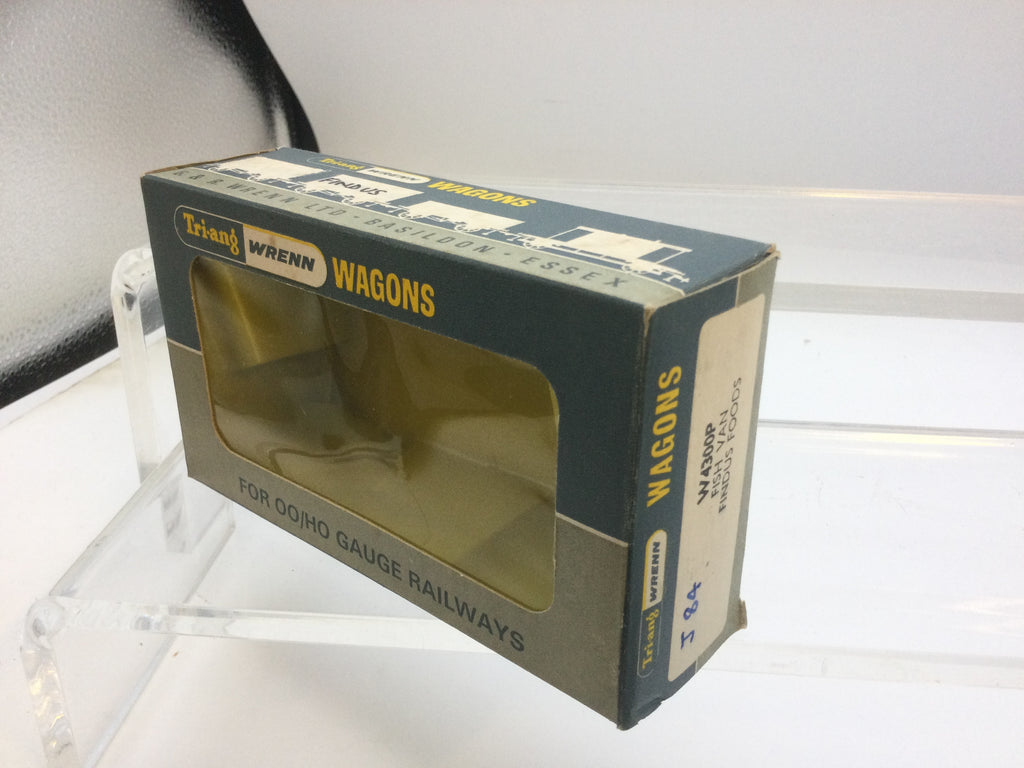 Tri-ang WRENN WAGONS
FINDUS
G & R WRENN LTD - BASILDON - ESSEX
Tri-ang WRENN WAGONS
FOR OO/HO GAUGE RAILWAYS
Tri-ang WRENN WAGONS
W4300P
FISH VAN
FINDUS FOODS
J 84